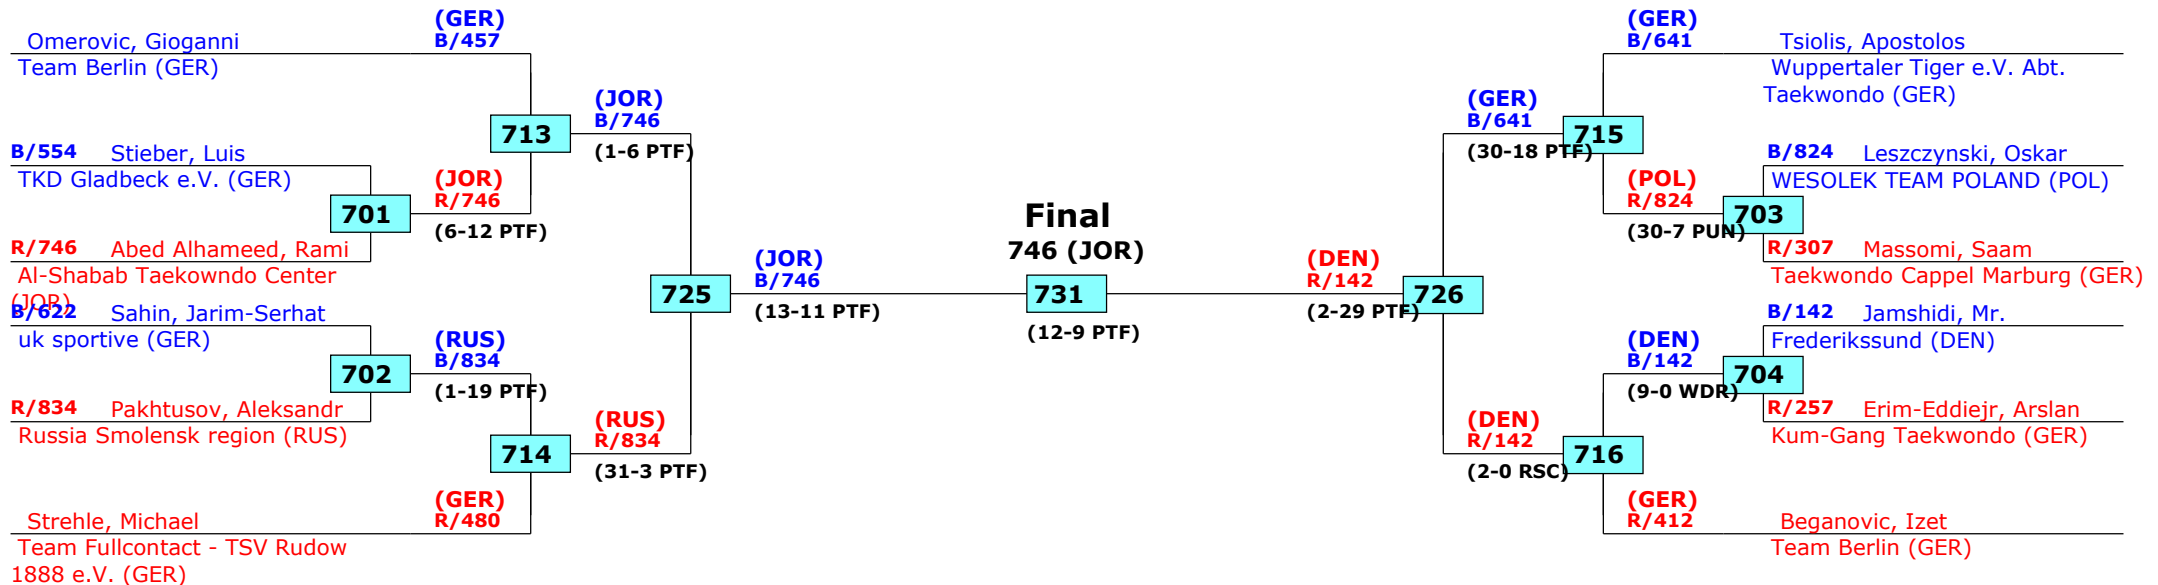 (GER)
B/457
Omerovic, Gioganni
Team Berlin (GER)
713
B/554 Stieber, Luis
TKD Gladbeck e.V. (GER)
701
(JOR)
R/746
(6-12 PTF)
R/746 Abed Alhameed, Rami
Al-Shabab Taekowndo Center
(JOR)
(JOR)
B/746
(1-6 PTF)
B/622 Sahin, Jarim-Serhat
uk sportive (GER)
702
(RUS)
B/834
(1-19 PTF)
R/834 Pakhtusov, Aleksandr
Russia Smolensk region (RUS)
714
(RUS)
R/834
(31-3 PTF)
(GER)
R/480
Strehle, Michael
Team Fullcontact - TSV Rudow
1888 e.V. (GER)
725
(JOR)
B/746
(13-11 PTF)
Final
746 (JOR)
731
(12-9 PTF)
(DEN)
R/142
(2-29 PTF)
726
(GER)
B/641
(30-18 PTF)
715
(GER)
B/641
Tsiolis, Apostolos
Wuppertaler Tiger e.V. Abt.
Taekwondo (GER)
B/824 Leszczynski, Oskar
WESOLEK TEAM POLAND (POL)
(POL)
R/824
(30-7 PUN)
703
R/307 Massomi, Saam
Taekwondo Cappel Marburg (GER)
B/142 Jamshidi, Mr.
Frederikssund (DEN)
(DEN)
B/142
(9-0 WDR)
704
R/257 Erim-Eddiejr, Arslan
Kum-Gang Taekwondo (GER)
(DEN)
R/142
(2-0 RSC)
716
(GER)
R/412
Beganovic, Izet
Team Berlin (GER)